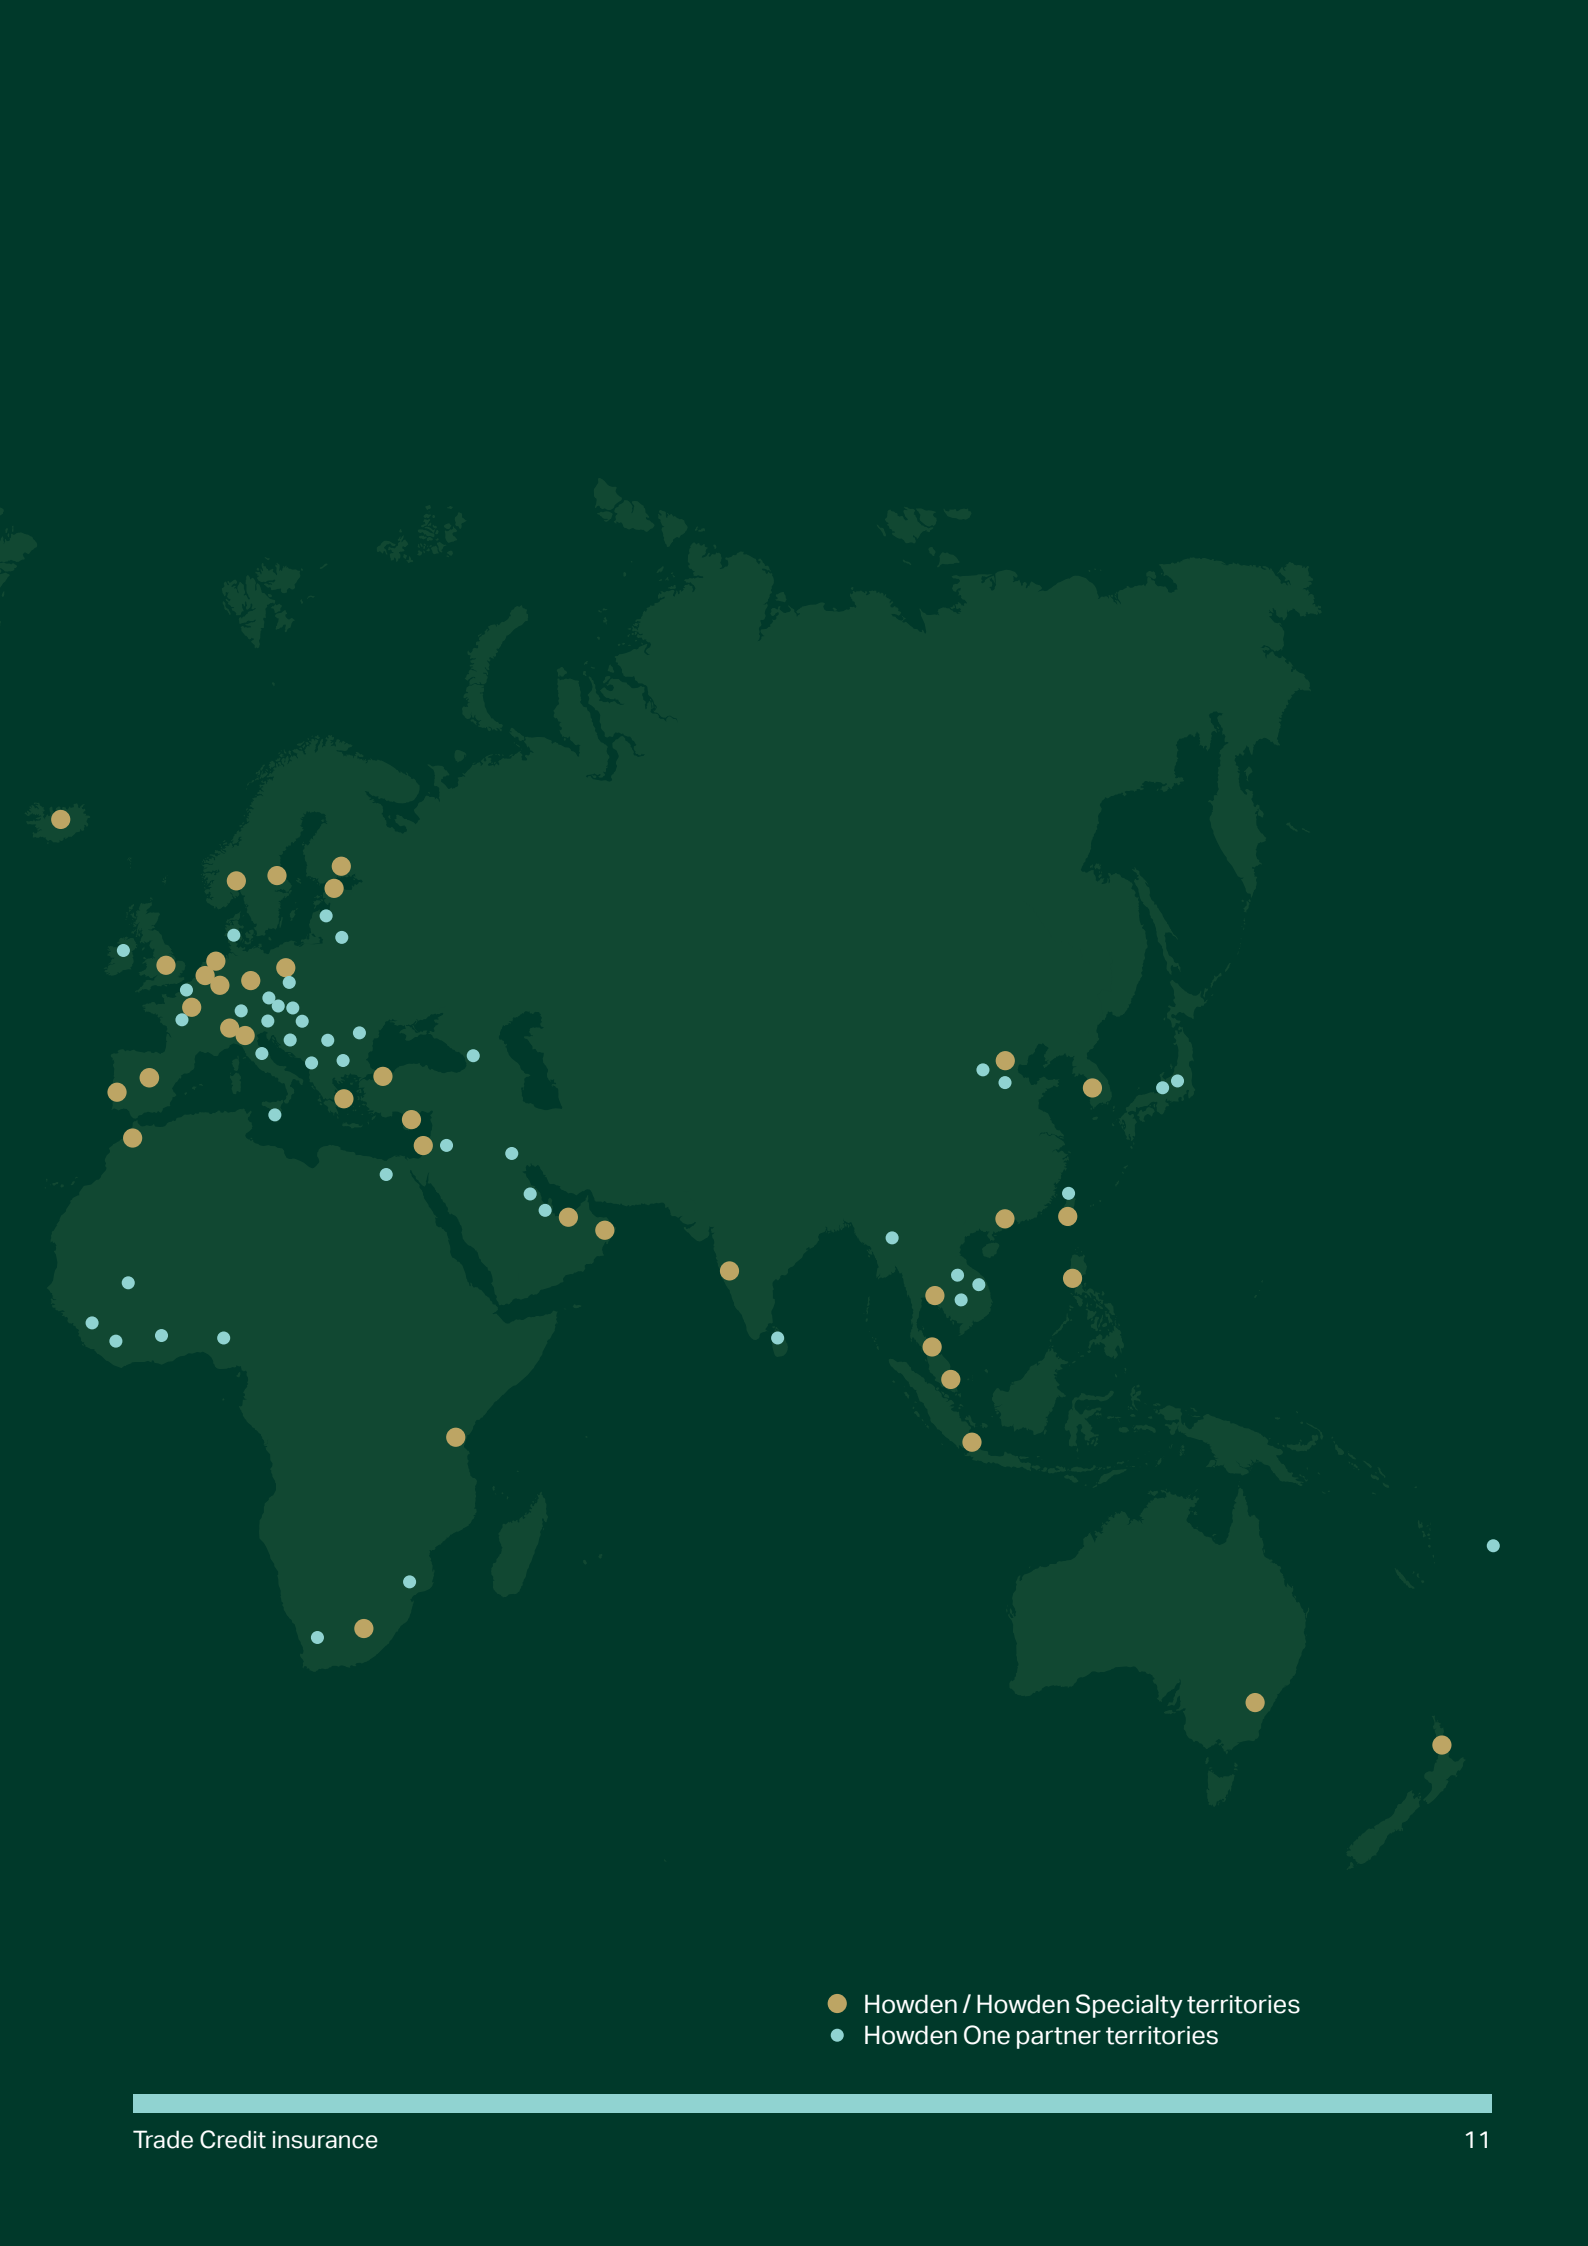 Howden / Howden Specialty territories
Howden One partner territories
Trade Credit insurance
11